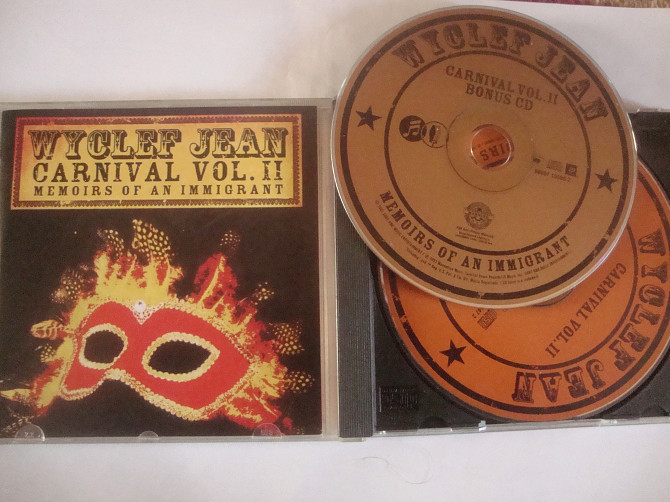 WYCLEF JEAN
CARNIVAL VOL. II
MEMOIRS OF AN IMMIGRANT
WYCLEF JEAN
CARNIVAL VOL. II
BONUS CD
MEMOIRS OF AN IMMIGRANT
IRS
CARNIVAL VOL. II
WYCLEF JEAN